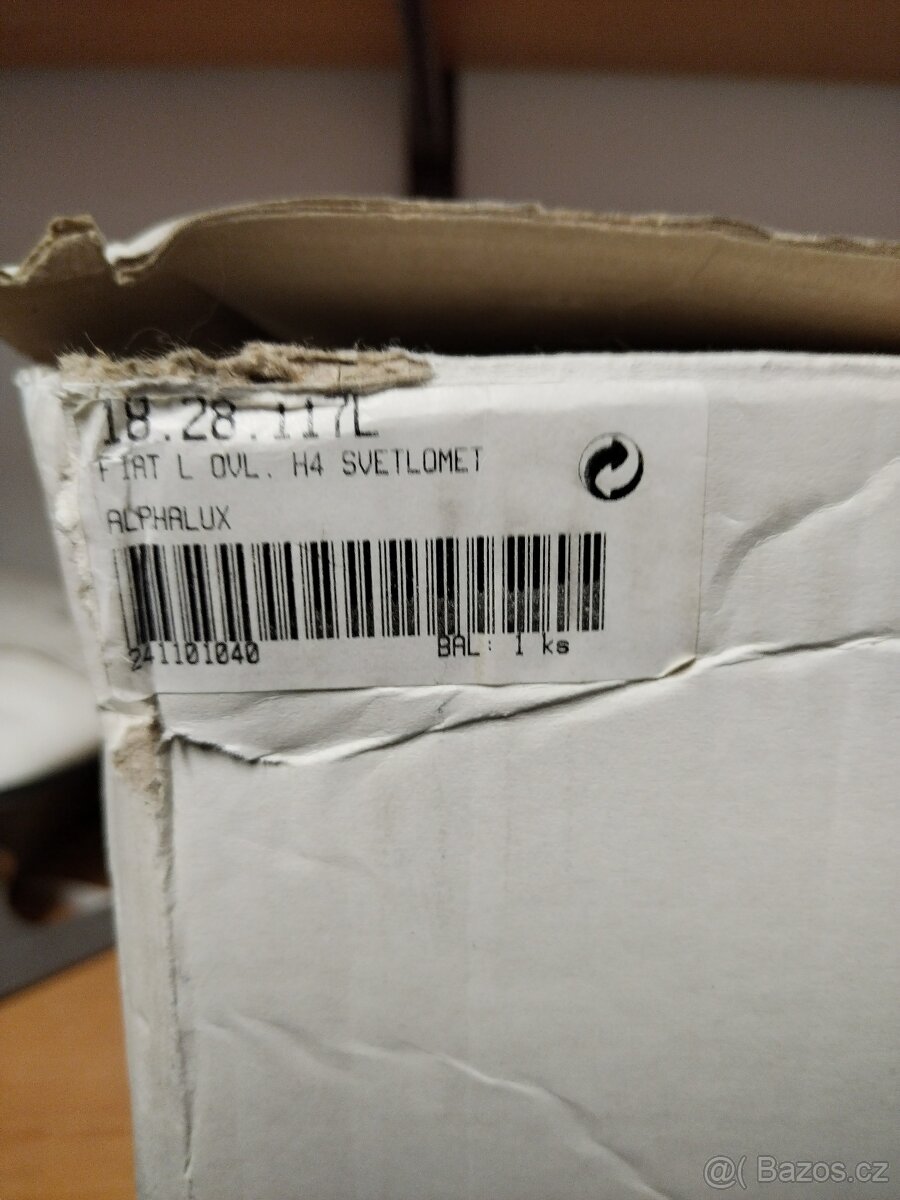 18.28.117L
FIAT L OVL. H4 SVETLOMET
ALPHALUX
241101040 BAL: 1 ks
@( Bazos.cz